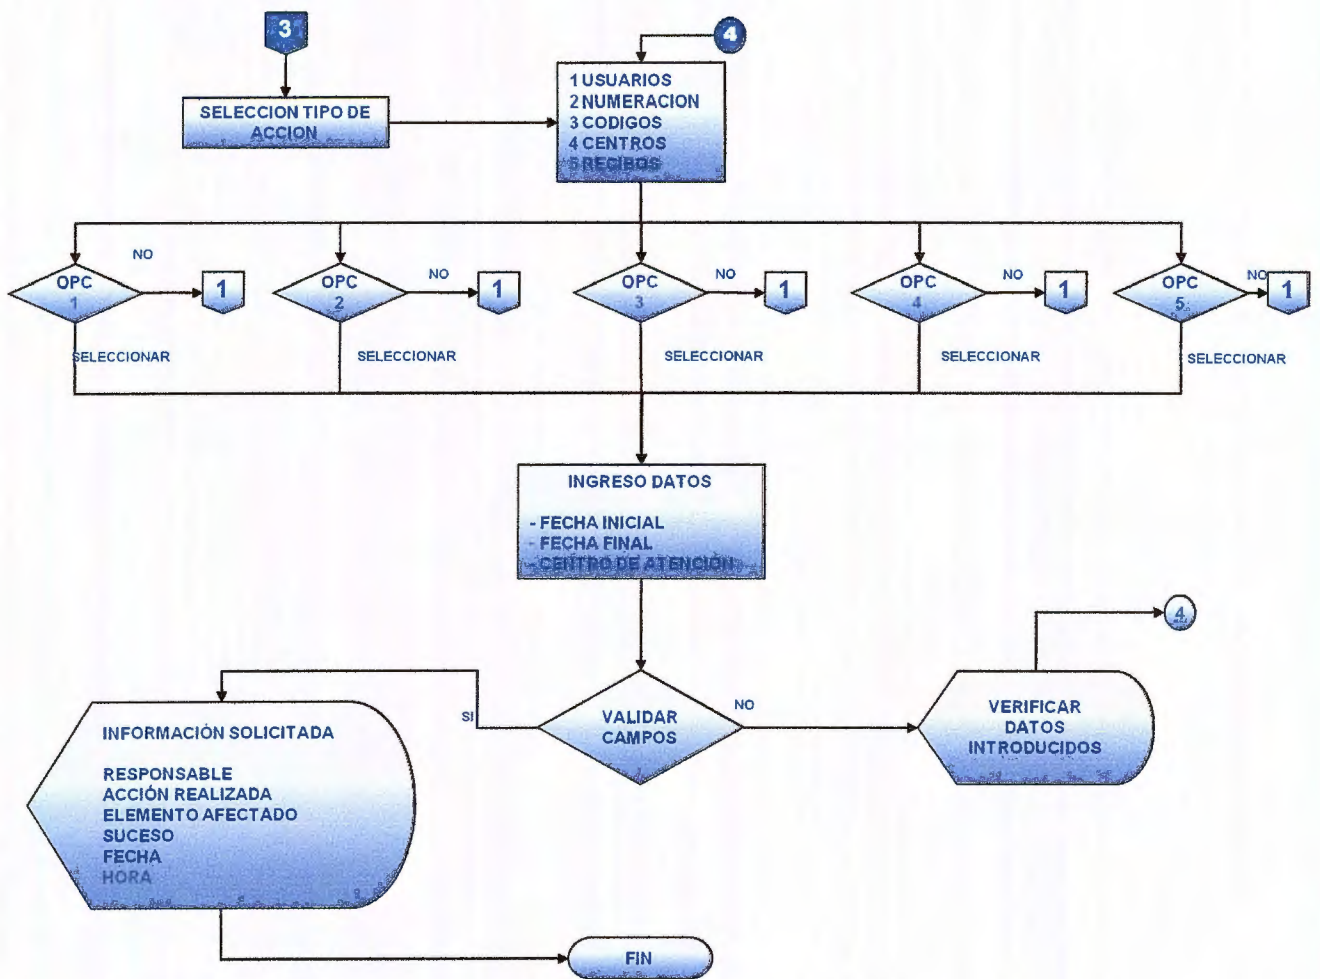 3
4
SELECCION TIPO DE
ACCION
1 USUARIOS
2 NUMERACION
3 CODIGOS
4 CENTROS
5 RECIBOS
OPC
1
NO
1
OPC
2
NO
1
OPC
3
NO
1
OPC
4
NO
1
OPC
5
NO
1
SELECCIONAR
SELECCIONAR
SELECCIONAR
SELECCIONAR
SELECCIONAR
INGRESO DATOS
- FECHA INICIAL
- FECHA FINAL
- CENTRO DE ATENCIÓN
4
SI
VALIDAR
CAMPOS
NO
VERIFICAR
DATOS
INTRODUCIDOS
INFORMACIÓN SOLICITADA
RESPONSABLE
ACCIÓN REALIZADA
ELEMENTO AFECTADO
SUCESO
FECHA
HORA
FIN